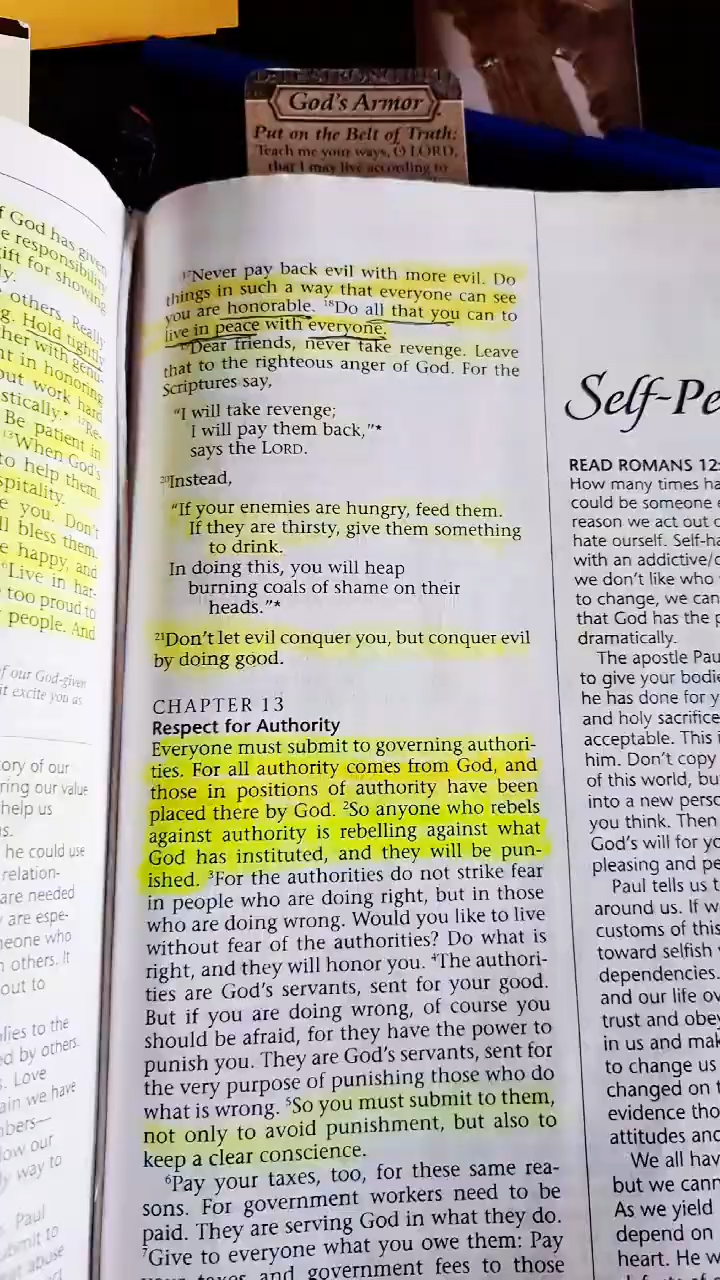 God's Armor
Put on the Belt of Truth:
Teach me your ways, O LORD,
that I may live according to
f God has given
e responsibility
ift for showing
ly.
others. Really
g. Hold tightly
her with genu-
nt in honoring
out work hard
stically.* 12Re-
Be patient in
13When God's
to help them.
spitality.
e you. Don't
ll bless them.
e happy, and
Live in har-
too proud to
people. And
of our God-given
it excite you as
ory of our
ring our value
help us
s.
he could use
relation-
are needed
are espe-
meone who
n others. It
out to
plies to the
ed by others.
s. Love
ain we have
mbers—
low our
ly way to
Paul
ubmit to
abuse
17Never pay back evil with more evil. Do
things in such a way that everyone can see
you are honorable. 18Do all that you can to
live in peace with everyone.
19Dear friends, never take revenge. Leave
that to the righteous anger of God. For the
Scriptures say,
“I will take revenge;
I will pay them back,”*
says the LORD.
20Instead,
“If your enemies are hungry, feed them.
If they are thirsty, give them something
to drink.
In doing this, you will heap
burning coals of shame on their
heads.”*
21Don't let evil conquer you, but conquer evil
by doing good.
CHAPTER 13
Respect for Authority
Everyone must submit to governing authori-
ties. For all authority comes from God, and
those in positions of authority have been
placed there by God. 2So anyone who rebels
against authority is rebelling against what
God has instituted, and they will be pun-
ished. 3For the authorities do not strike fear
in people who are doing right, but in those
who are doing wrong. Would you like to live
without fear of the authorities? Do what is
right, and they will honor you. 4The authori-
ties are God's servants, sent for your good.
But if you are doing wrong, of course you
should be afraid, for they have the power to
punish you. They are God's servants, sent for
the very purpose of punishing those who do
what is wrong. 5So you must submit to them,
not only to avoid punishment, but also to
keep a clear conscience.
6Pay your taxes, too, for these same rea-
sons. For government workers need to be
paid. They are serving God in what they do.
7Give to everyone what you owe them: Pay
your taxes and government fees to those
Self-Pe
READ ROMANS 12:
How many times ha
could be someone e
reason we act out o
hate ourself. Self-ha
with an addictive/c
we don't like who
to change, we can
that God has the p
dramatically.
The apostle Pau
to give your bodie
he has done for y
and holy sacrifice
acceptable. This i
him. Don't copy
of this world, bu
into a new perso
you think. Then
God's will for yo
pleasing and pe
Paul tells us t
around us. If w
customs of this
toward selfish
dependencies.
and our life ov
trust and obey
in us and mak
to change us
changed on t
evidence tho
attitudes and
We all hav
but we cann
As we yield
depend on
heart. He w